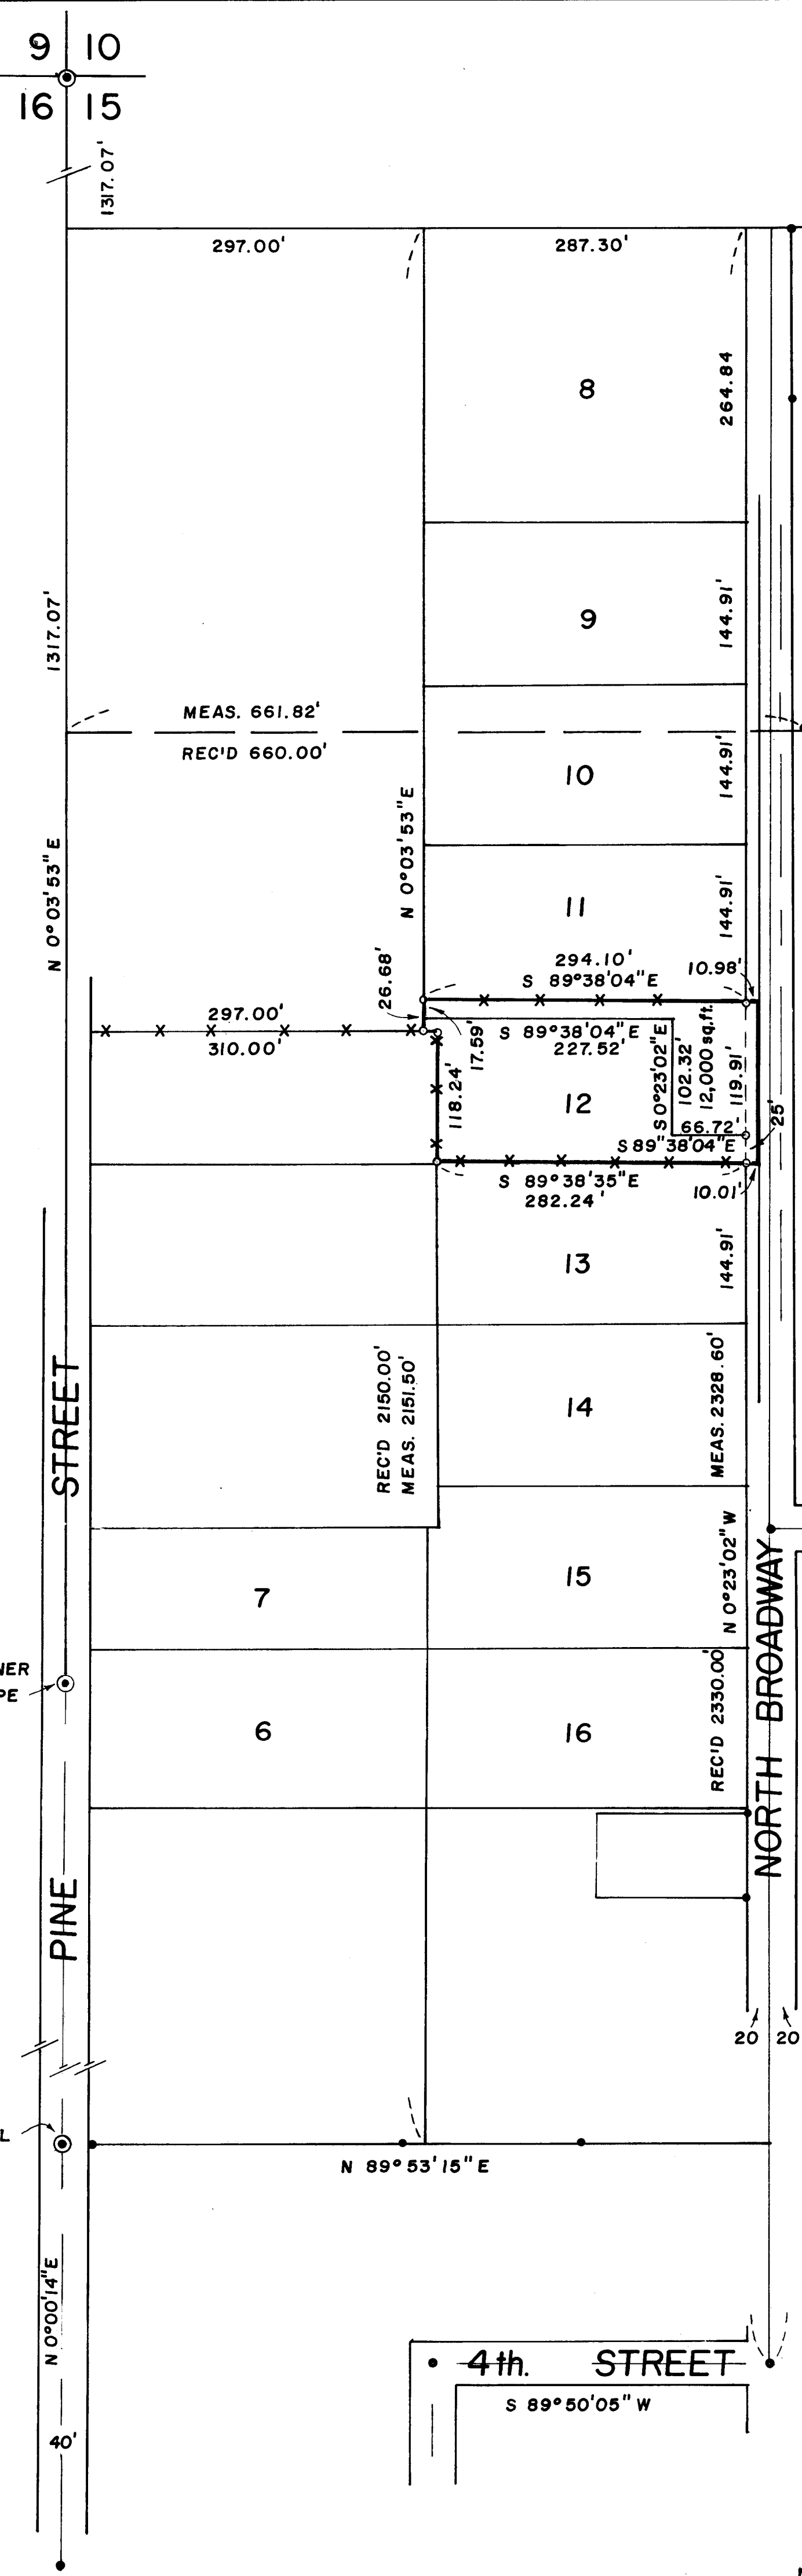 9 10
16 15
1317.07'
297.00'
287.30'
8
264.84
1317.07'
9
144.91'
MEAS. 661.82'
REC'D 660.00'
10
144.91'
N 0°03'53"E
N 0°03'53"E
11
144.91'
26.68'
294.10'
S 89°38'04"E
10.98'
297.00'
310.00'
17.59'
S 89°38'04"E
227.52'
S 0°23'02"E
102.32'
12,000 sq.ft.
119.91'
118.24'
12
66.72'
25'
S 89"38'04"E
S 89°38'35"E
282.24'
10.01'
13
144.91'
STREET
REC'D 2150.00'
MEAS. 2151.50'
14
MEAS. 2328.60'
7
15
N 0°23'02"W
NORTH BROADWAY
NER
PE
6
16
REC'D 2330.00'
PINE
20 20
L
N 89°53'15"E
N 0°00'14"E
4th. STREET
S 89°50'05"W
40'